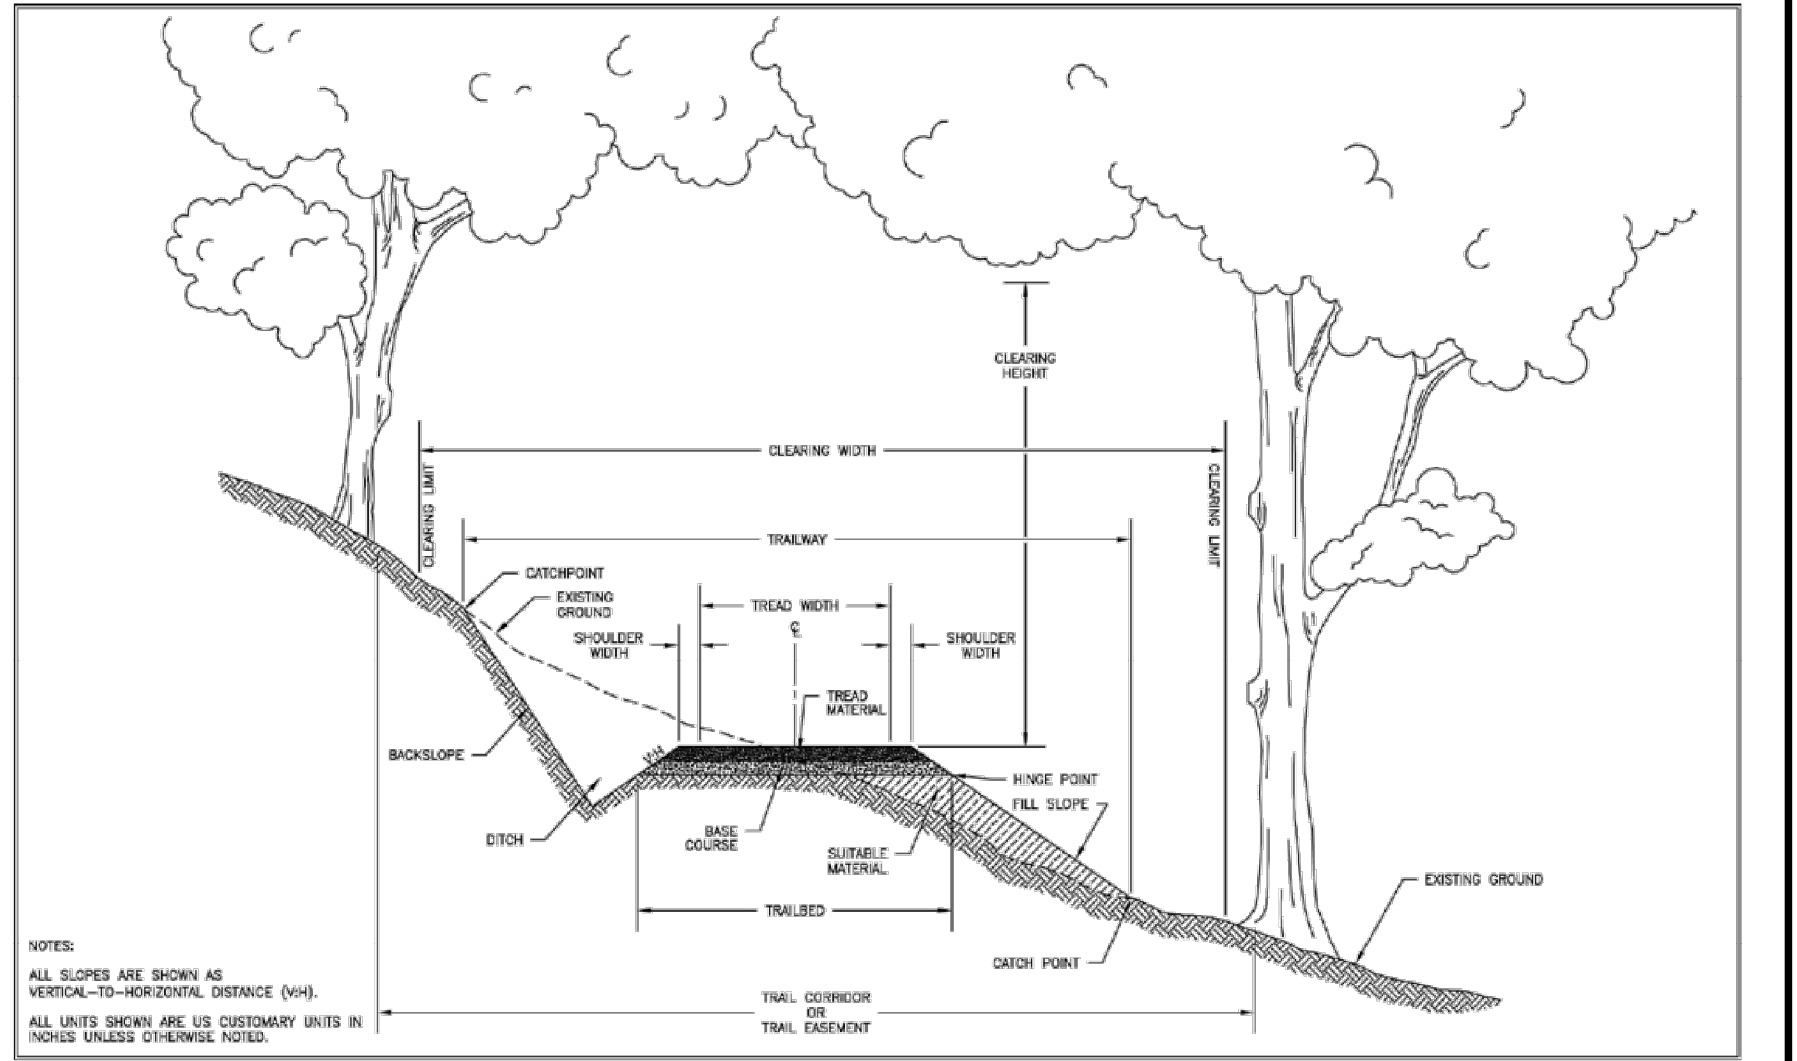 CLEARING
HEIGHT
CLEARING WIDTH
CLEARING LIMIT
CLEARING LIMIT
TRAILWAY
CATCHPOINT
EXISTING
GROUND
TREAD WIDTH
℄
SHOULDER
WIDTH
SHOULDER
WIDTH
TREAD
MATERIAL
BACKSLOPE
V:H
HINGE POINT
FILL SLOPE
DITCH
BASE
COURSE
SUITABLE
MATERIAL
EXISTING GROUND
TRAILBED
CATCH POINT
NOTES:
ALL SLOPES ARE SHOWN AS
VERTICAL-TO-HORIZONTAL DISTANCE (V:H).
ALL UNITS SHOWN ARE US CUSTOMARY UNITS IN
INCHES UNLESS OTHERWISE NOTED.
TRAIL CORRIDOR
OR
TRAIL EASEMENT